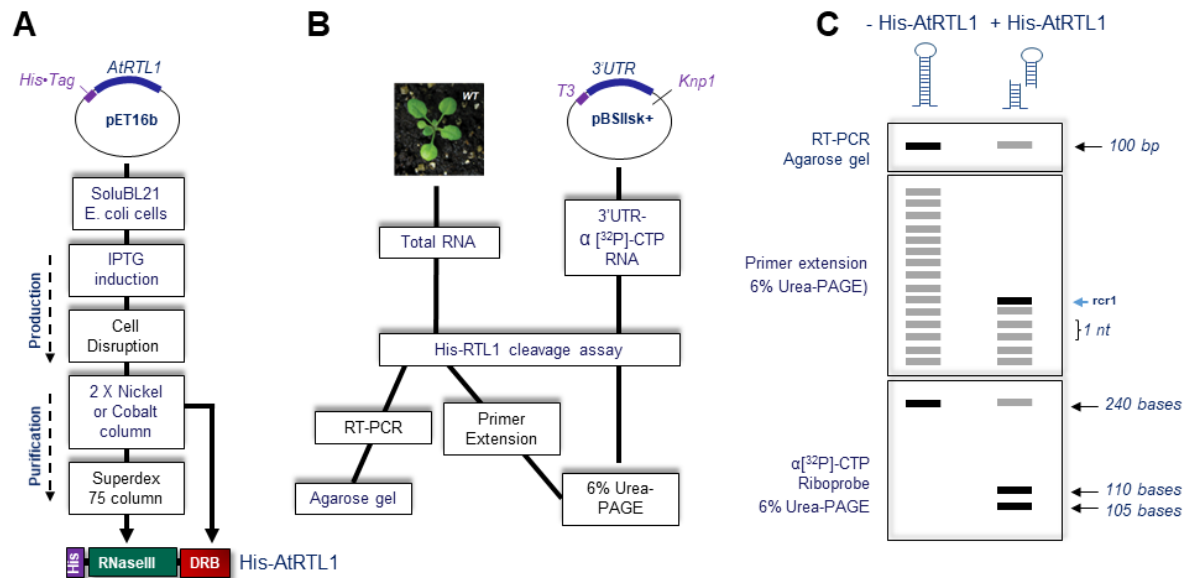 A
AtRTL1
His•Tag
pET16b
SoluBL21
E. coli cells
IPTG
induction
Production
Cell
Disruption
2 X Nickel
or Cobalt
column
Purification
Superdex
75 column
His
RNaseIII
DRB
His-AtRTL1
B
WT
3'UTR
T3
Knp1
pBSIIsk+
Total RNA
3'UTR-
α [³²P]-CTP
RNA
His-RTL1 cleavage assay
RT-PCR
Primer
Extension
Agarose gel
6% Urea-
PAGE
C
- His-AtRTL1 + His-AtRTL1
RT-PCR
Agarose gel
100 bp
Primer extension
6% Urea-PAGE)
rcr1
1 nt
240 bases
α[³²P]-CTP
Riboprobe
6% Urea-PAGE
110 bases
105 bases